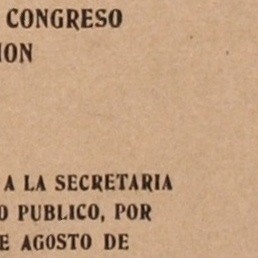 CONGRESO
ION
A LA SECRETARIA
O PUBLICO, POR
E AGOSTO DE